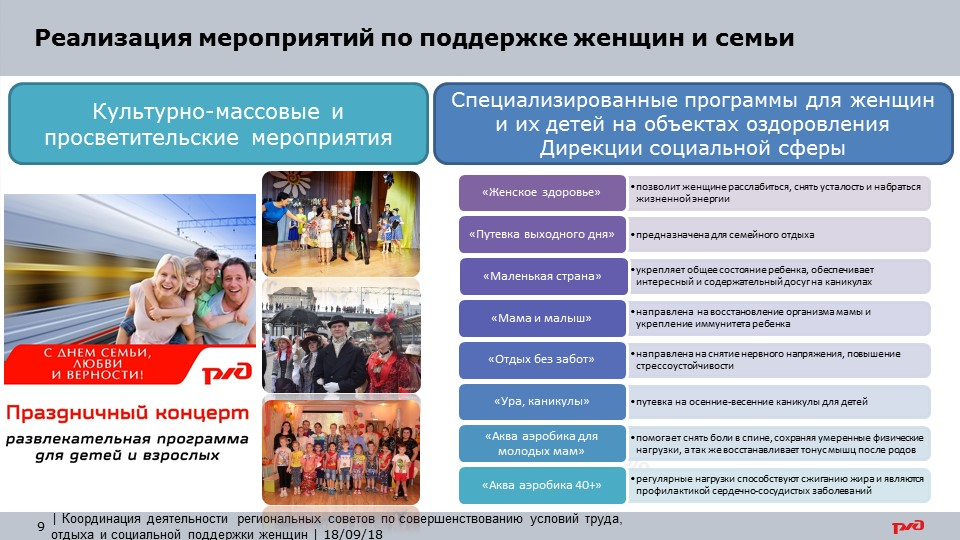 Реализация мероприятий по поддержке женщин и семьи
Культурно-массовые и
просветительские мероприятия
Специализированные программы для женщин
и их детей на объектах оздоровления
Дирекции социальной сферы
С ДНЕМ СЕМЬИ,
ЛЮБВИ
И ВЕРНОСТИ!
РЖД
Праздничный концерт
развлекательная программа
для детей и взрослых
«Женское здоровье»
•позволит женщине расслабиться, снять усталость и набраться
жизненной энергии
«Путевка выходного дня»
•предназначена для семейного отдыха
«Маленькая страна»
•укрепляет общее состояние ребенка, обеспечивает
интересный и содержательный досуг на каникулах
«Мама и малыш»
•направлена на восстановление организма мамы и
укрепление иммунитета ребенка
«Отдых без забот»
•направлена на снятие нервного напряжения, повышение
стрессоустойчивости
«Ура, каникулы»
•путевка на осенние-весенние каникулы для детей
«Аква аэробика для
молодых мам»
•помогает снять боли в спине, сохраняя умеренные физические
нагрузки, а так же восстанавливает тонус мышц после родов
«Аква аэробика 40+»
•регулярные нагрузки способствуют сжиганию жира и являются
профилактикой сердечно-сосудистых заболеваний
9
| Координация деятельности региональных советов по совершенствованию условий труда,
отдыха и социальной поддержки женщин | 18/09/18
РЖД